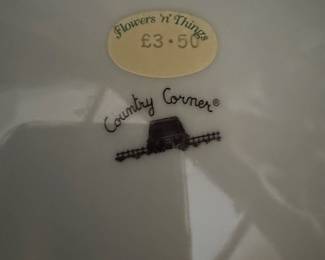 Flowers 'n' Things
£3.50
Country Corner®